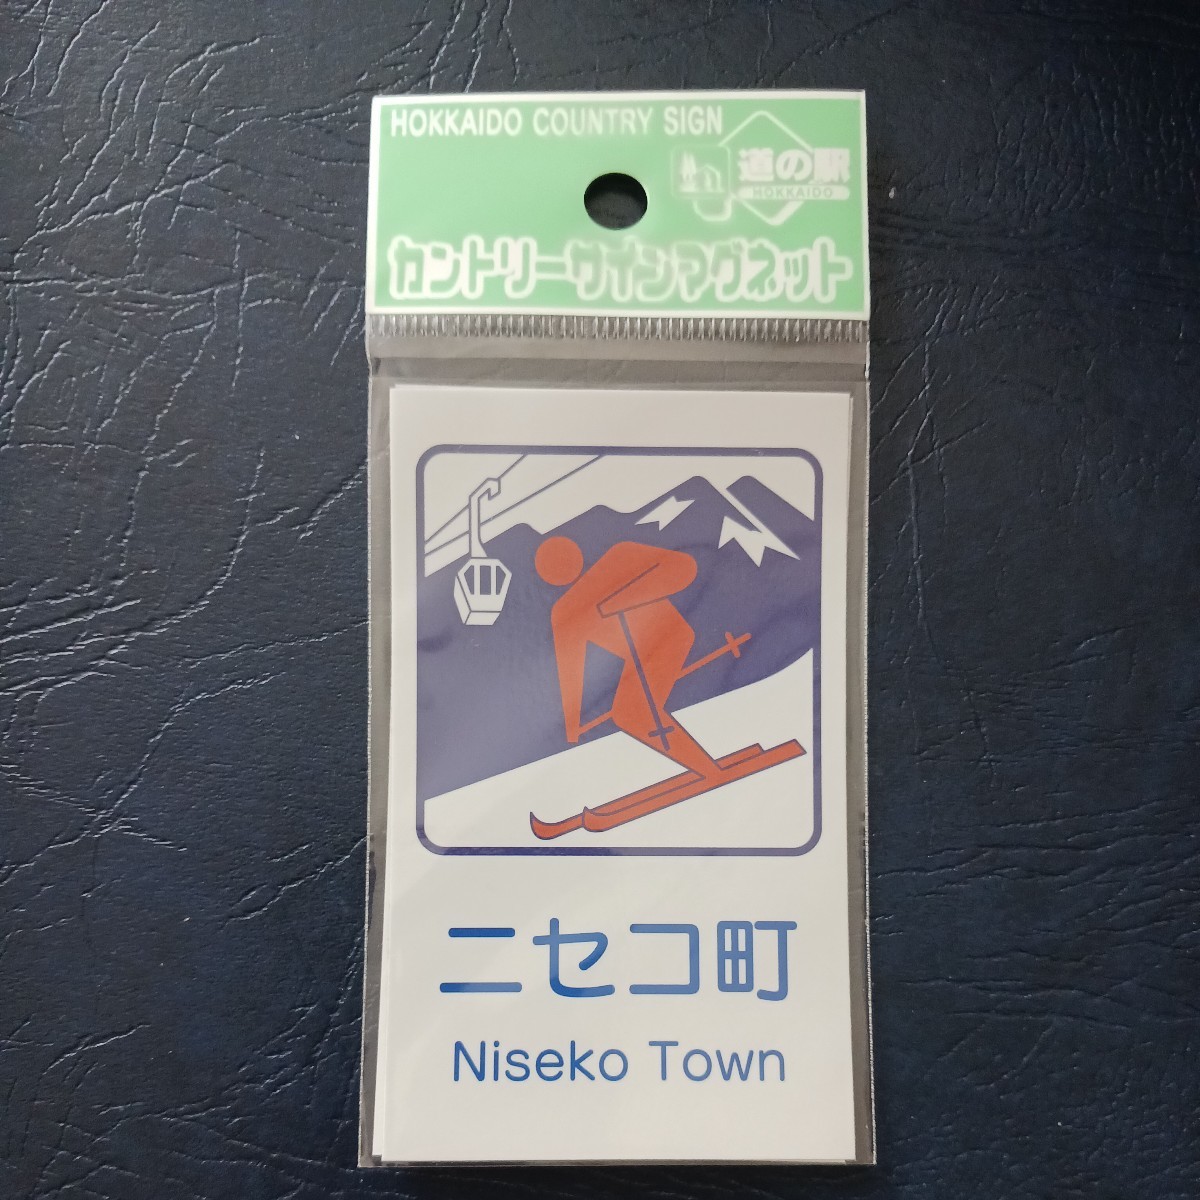 HOKKAIDO COUNTRY SIGN
道の駅
HOKKAIDO
カントリーサインマグネット
ニセコ町
Niseko Town